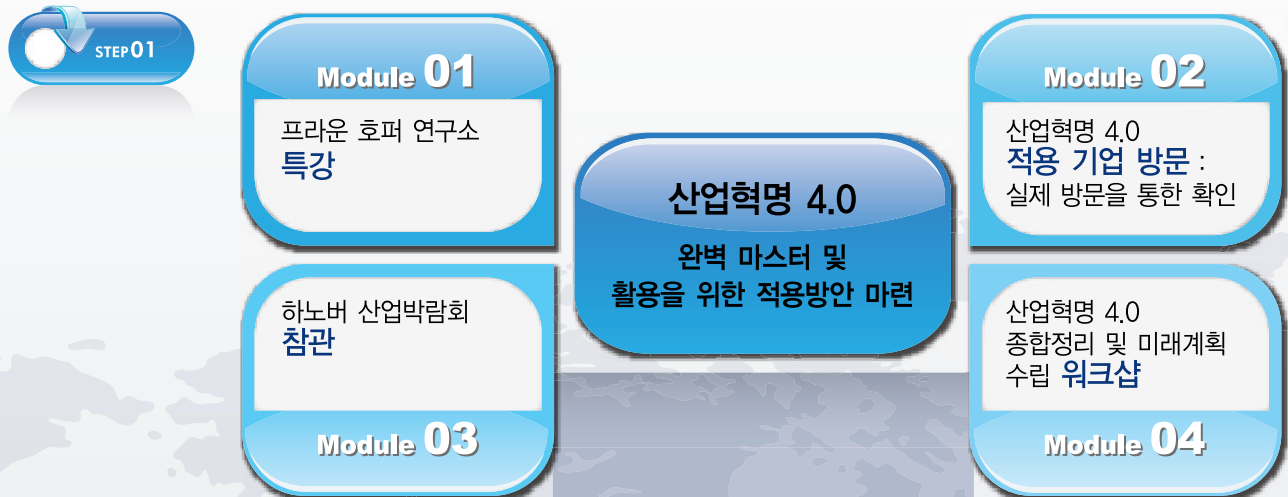 STEP 01
Module 01
프라운 호퍼 연구소
특강
Module 02
산업혁명 4.0
적용 기업 방문 :
실제 방문을 통한 확인
산업혁명 4.0
완벽 마스터 및
활용을 위한 적용방안 마련
하노버 산업박람회
참관
Module 03
산업혁명 4.0
종합정리 및 미래계획
수립 워크샵
Module 04